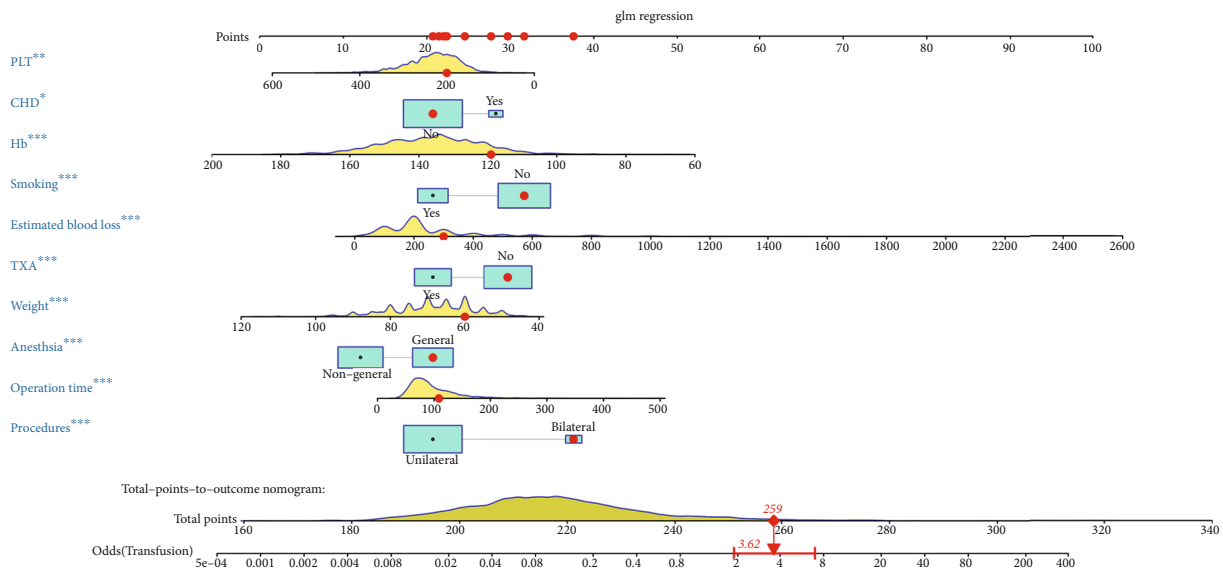 glm regression
Points
0 10 20 30 40 50 60 70 80 90 100
PLT**
600 400 200 0
CHD*
Yes
No
Hb***
200 180 160 140 120 100 80 60
Smoking***
No
Yes
Estimated blood loss***
0 200 400 600 800 1000 1200 1400 1600 1800 2000 2200 2400 2600
TXA***
No
Yes
Weight***
120 100 80 60 40
Anesthsia***
General
Non-general
Operation time***
0 100 200 300 400 500
Procedures***
Bilateral
Unilateral
Total-points-to-outcome nomogram:
259
Total points
160 180 200 220 240 260 280 300 320 340
3.62
Odds(Transfusion)
5e-04 0.001 0.002 0.004 0.008 0.02 0.04 0.08 0.2 0.4 0.8 2 4 8 20 40 80 200 400